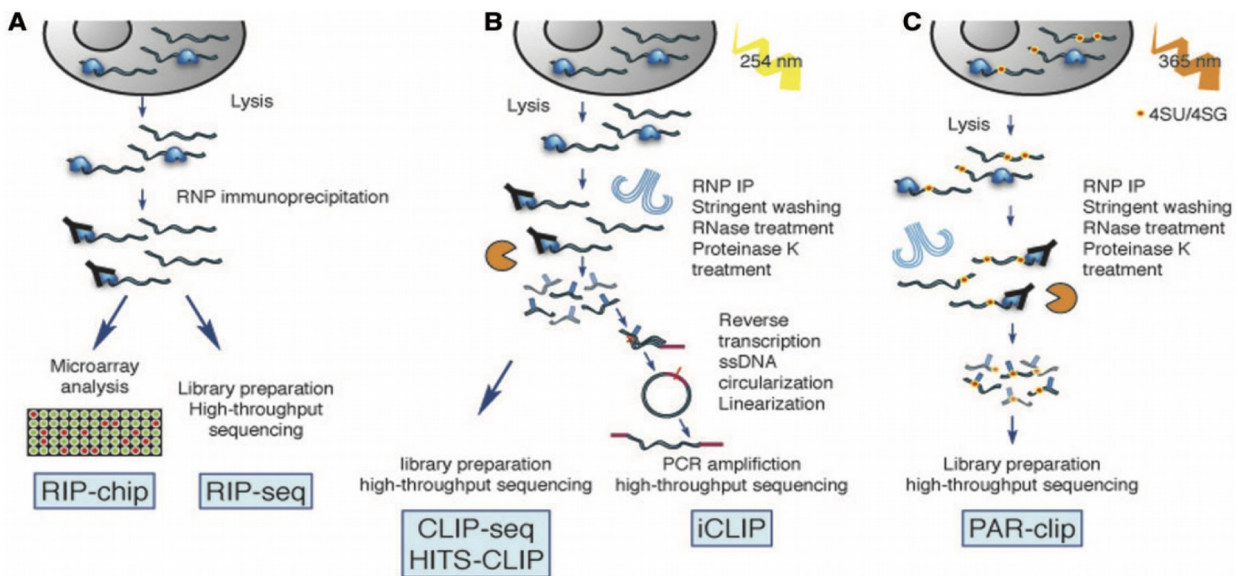 A
Lysis
RNP immunoprecipitation
Microarray
analysis
Library preparation
High-throughput
sequencing
RIP-chip
RIP-seq
B
254 nm
Lysis
RNP IP
Stringent washing
RNase treatment
Proteinase K
treatment
Reverse
transcription
ssDNA
circularization
Linearization
library preparation
high-throughput sequencing
PCR amplifiction
high-throughput sequencing
CLIP-seq
HITS-CLIP
iCLIP
C
365 nm
4SU/4SG
Lysis
RNP IP
Stringent washing
RNase treatment
Proteinase K
treatment
Library preparation
high-throughput sequencing
PAR-clip